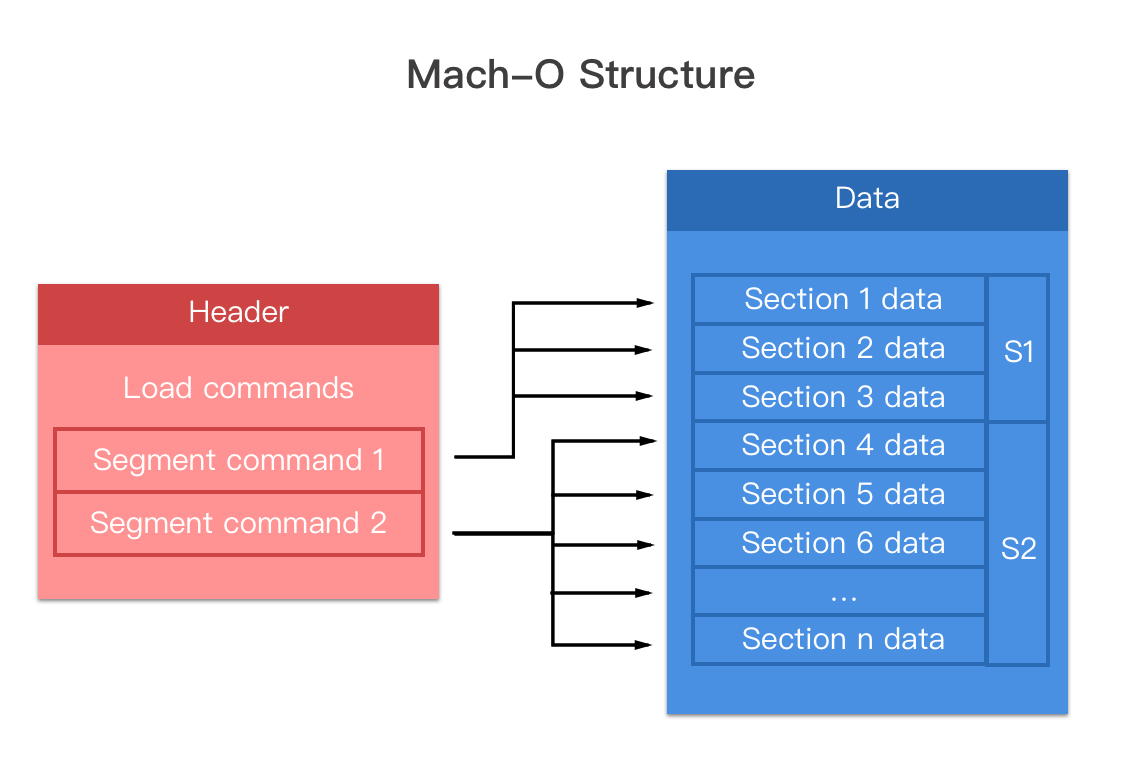 Mach-O Structure
Header
Load commands
Segment command 1
Segment command 2
Data
Section 1 data
Section 2 data
Section 3 data
S1
Section 4 data
Section 5 data
Section 6 data
...
Section n data
S2